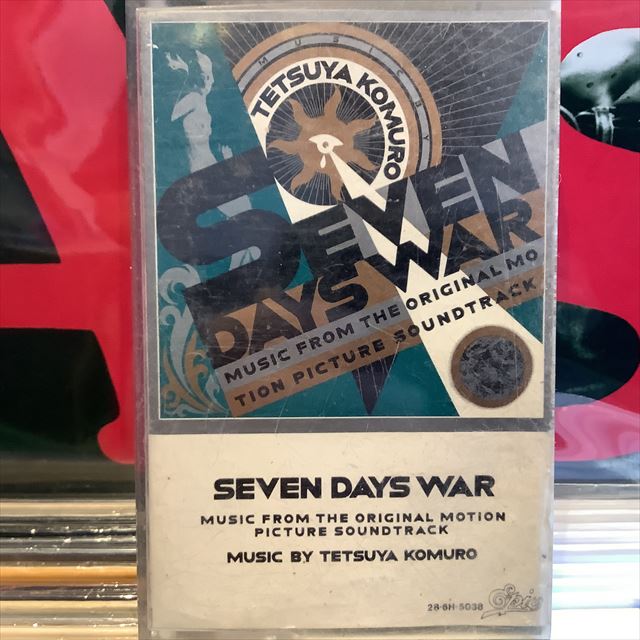 MUSIC BY
TETSUYA KOMURO
SEVEN
DAYS WAR
MUSIC FROM THE ORIGINAL MO
TION PICTURE SOUNDTRACK
SEVEN DAYS WAR
MUSIC FROM THE ORIGINAL MOTION
PICTURE SOUNDTRACK
MUSIC BY TETSUYA KOMURO
28·6H-5038
Epic